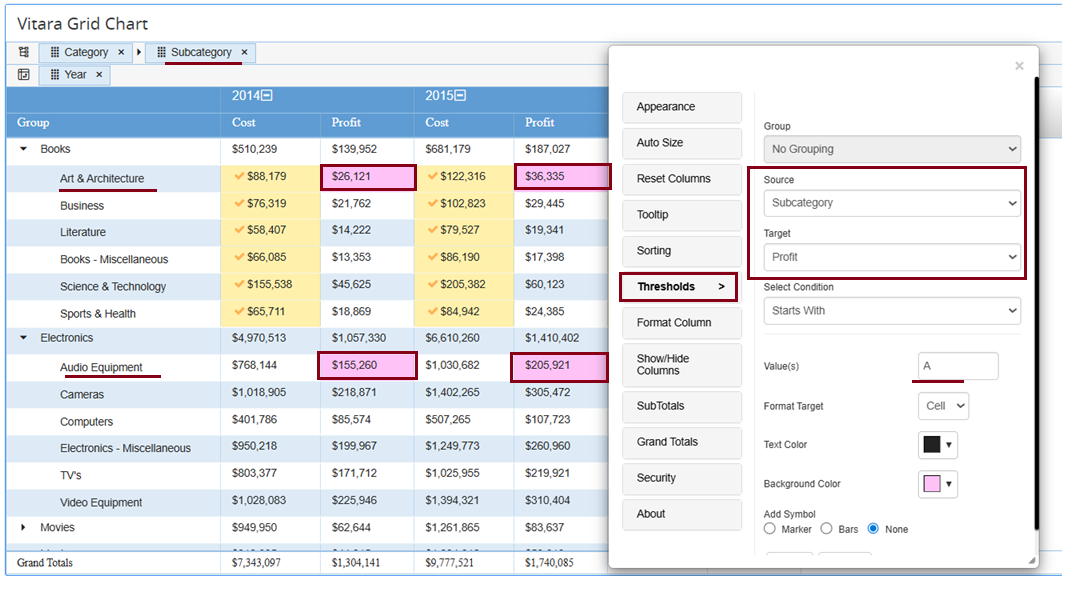 Vitara Grid Chart
Category × Subcategory ×
Year ×
2014 2015
Group Cost Profit Cost Profit
Books $510,239 $139,952 $681,179 $187,027
Art & Architecture $88,179 $26,121 $122,316 $36,335
Business $76,319 $21,762 $102,823 $29,445
Literature $58,407 $14,222 $79,527 $19,341
Books - Miscellaneous $66,085 $13,353 $86,190 $17,398
Science & Technology $155,538 $45,625 $205,382 $60,123
Sports & Health $65,711 $18,869 $84,942 $24,385
Electronics $4,970,513 $1,057,330 $6,610,260 $1,410,402
Audio Equipment $768,144 $155,260 $1,030,682 $205,921
Cameras $1,018,905 $218,871 $1,402,265 $305,472
Computers $401,786 $85,574 $507,265 $107,723
Electronics - Miscellaneous $950,218 $199,967 $1,249,773 $260,960
TV's $803,377 $171,712 $1,025,955 $219,921
Video Equipment $1,028,083 $225,946 $1,394,321 $310,404
Movies $949,950 $62,644 $1,261,865 $83,637
Grand Totals $7,343,097 $1,304,141 $9,777,521 $1,740,085
×
Appearance
Auto Size
Reset Columns
Tooltip
Sorting
Thresholds >
Format Column
Show/Hide
Columns
SubTotals
Grand Totals
Security
About
Group
No Grouping
Source
Subcategory
Target
Profit
Select Condition
Starts With
Value(s) A
Format Target Cell
Text Color
Background Color
Add Symbol
Marker Bars None